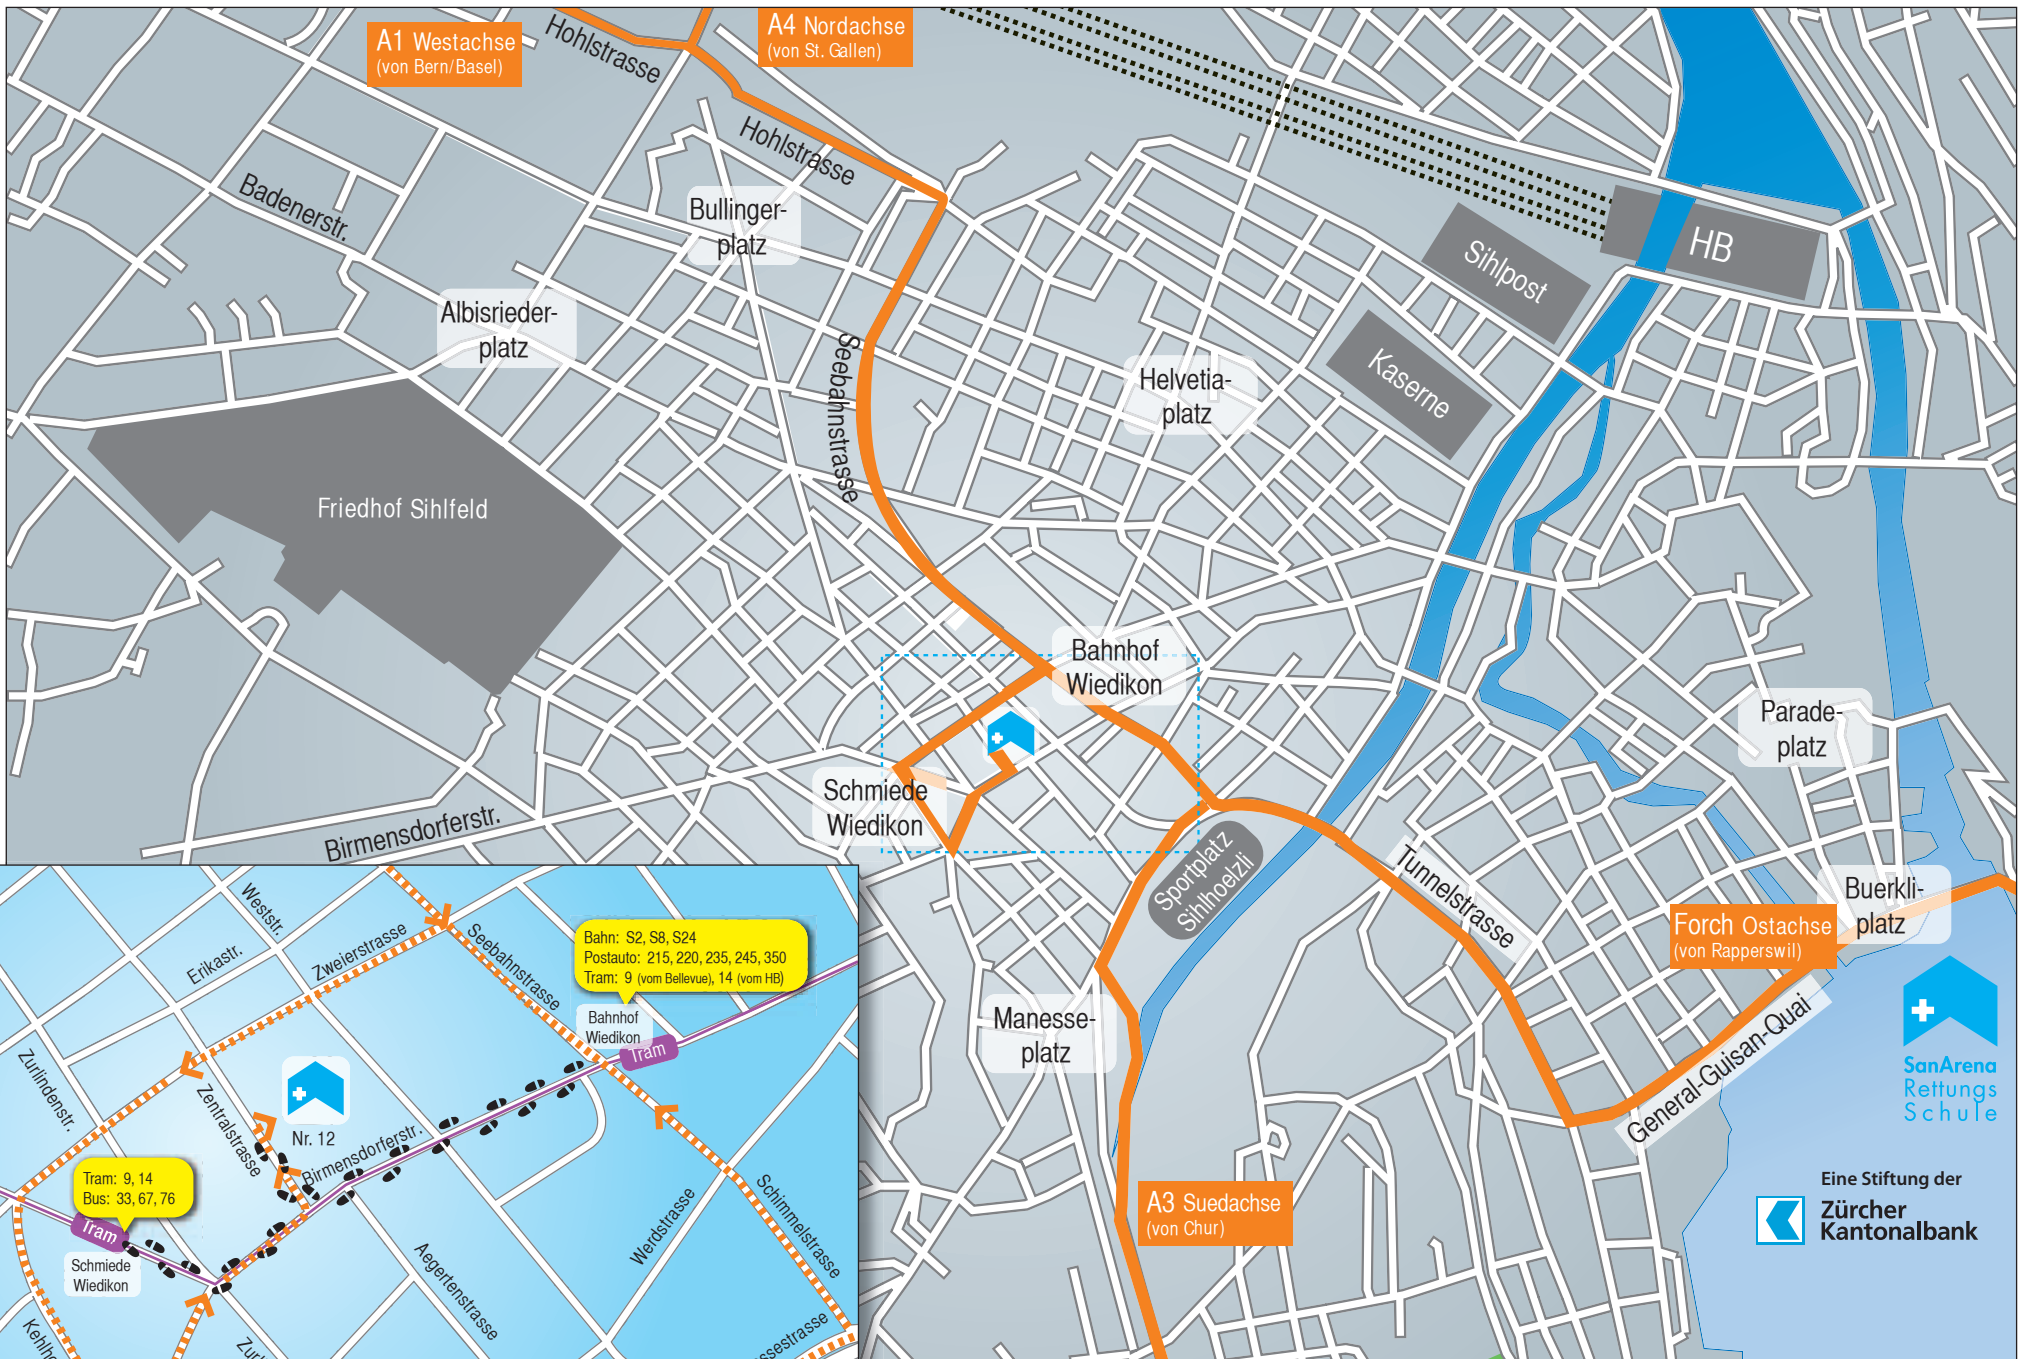 A1 Westachse
(von Bern/Basel)
Hohlstrasse
A4 Nordachse
(von St. Gallen)
Hohlstrasse
Badenerstr.
Bullinger-
platz
Albisrieder-
platz
Seebahnstrasse
Helvetia-
platz
Sihlpost
HB
Kaserne
Friedhof Sihlfeld
Bahnhof
Wiedikon
Parade-
platz
Schmiede
Wiedikon
Birmensdorferstr.
Sportplatz
Sihlhoelzli
Tunnelstrasse
Buerkli-
platz
Forch Ostachse
(von Rapperswil)
General-Guisan-Quai
Manesse-
platz
A3 Suedachse
(von Chur)
SanArena
Rettungs
Schule
Eine Stiftung der
Zürcher
Kantonalbank
Weststr.
Erikastr.
Zweierstrasse
Seebahnstrasse
Bahn: S2, S8, S24
Postauto: 215, 220, 235, 245, 350
Tram: 9 (vom Bellevue), 14 (vom HB)
Bahnhof
Wiedikon
Tram
Zurlindenstr.
Zentralstrasse
Nr. 12
Birmensdorferstr.
Tram: 9, 14
Bus: 33, 67, 76
Tram
Schmiede
Wiedikon
Aegertenstrasse
Werdstrasse
Schimmelstrasse
Kehlho
Zurl
ssestrasse